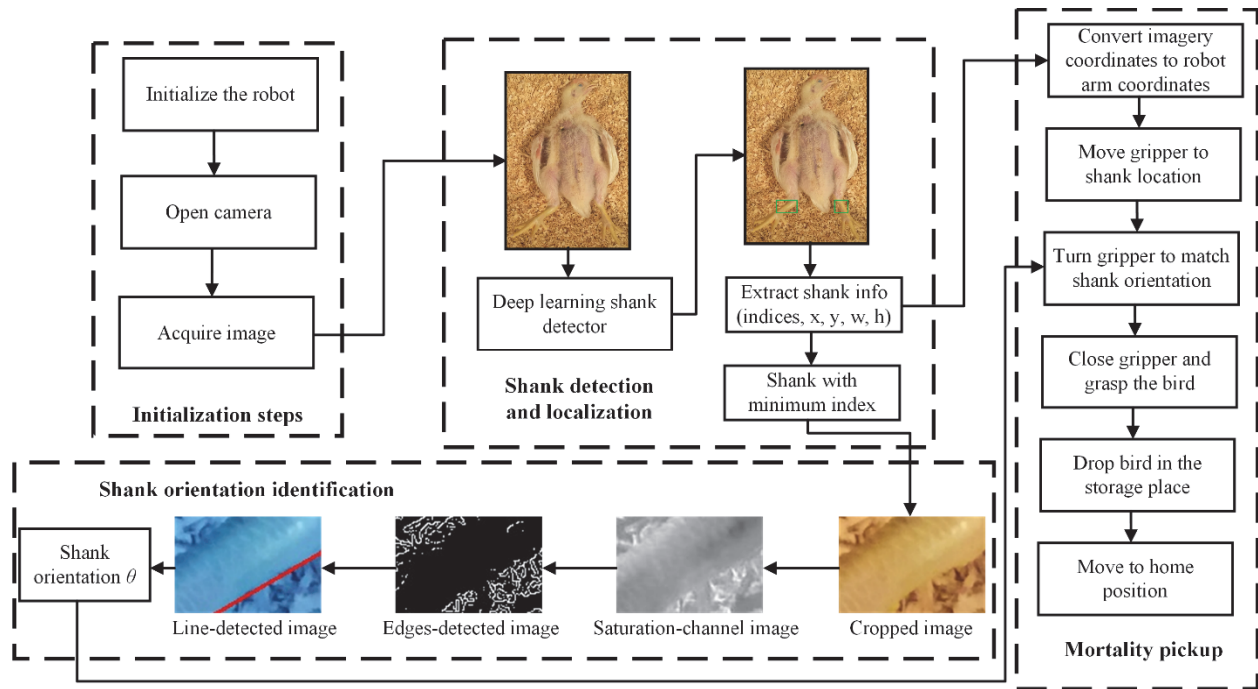 Initialize the robot
Open camera
Acquire image
Initialization steps
Deep learning shank
detector
Extract shank info
(indices, x, y, w, h)
Shank with
minimum index
Shank detection
and localization
Shank orientation identification
Cropped image
Saturation-channel image
Edges-detected image
Line-detected image
Shank
orientation θ
Convert imagery
coordinates to robot
arm coordinates
Move gripper to
shank location
Turn gripper to match
shank orientation
Close gripper and
grasp the bird
Drop bird in the
storage place
Move to home
position
Mortality pickup